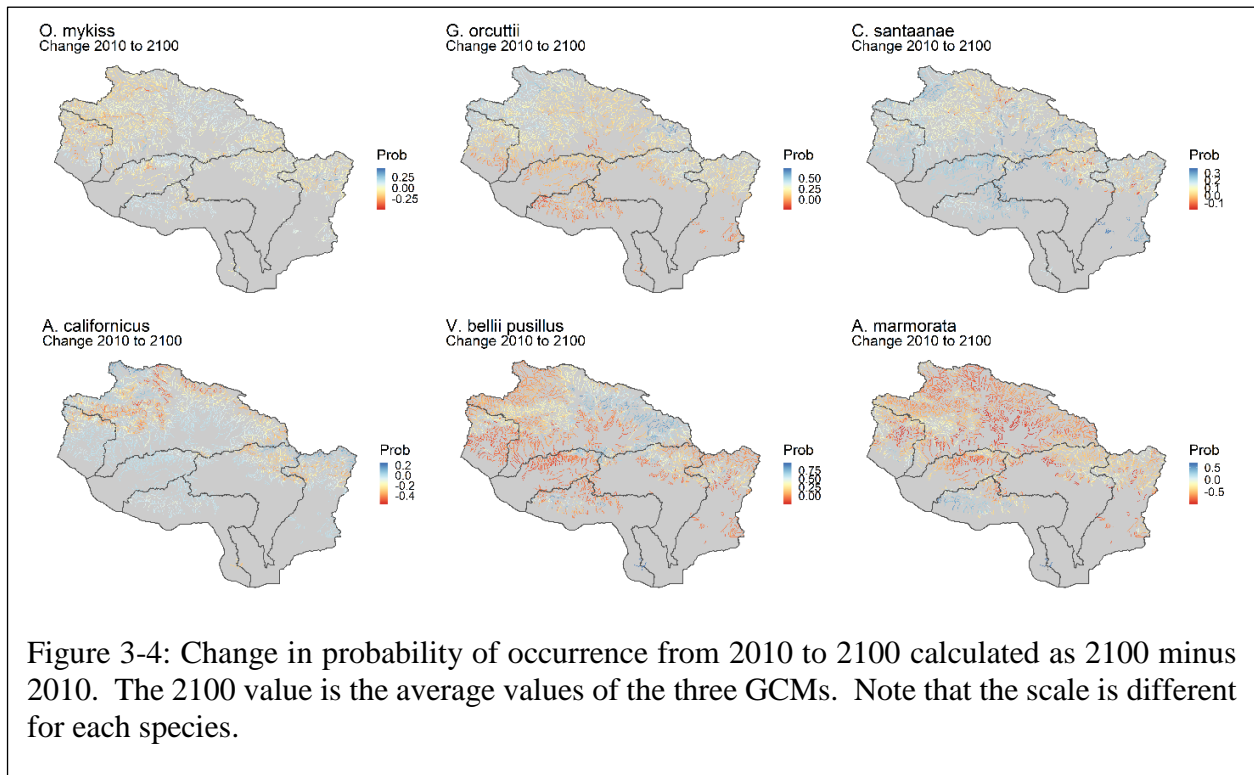 O. mykiss
Change 2010 to 2100
Prob
0.25
0.00
-0.25
G. orcuttii
Change 2010 to 2100
Prob
0.50
0.25
0.00
C. santaanae
Change 2010 to 2100
Prob
0.3
0.2
0.1
0.0
-0.1
A. californicus
Change 2010 to 2100
Prob
0.2
0.0
-0.2
-0.4
V. bellii pusillus
Change 2010 to 2100
Prob
0.75
0.50
0.25
0.00
A. marmorata
Change 2010 to 2100
Prob
0.5
0.0
-0.5
Figure 3-4: Change in probability of occurrence from 2010 to 2100 calculated as 2100 minus
2010. The 2100 value is the average values of the three GCMs. Note that the scale is different
for each species.